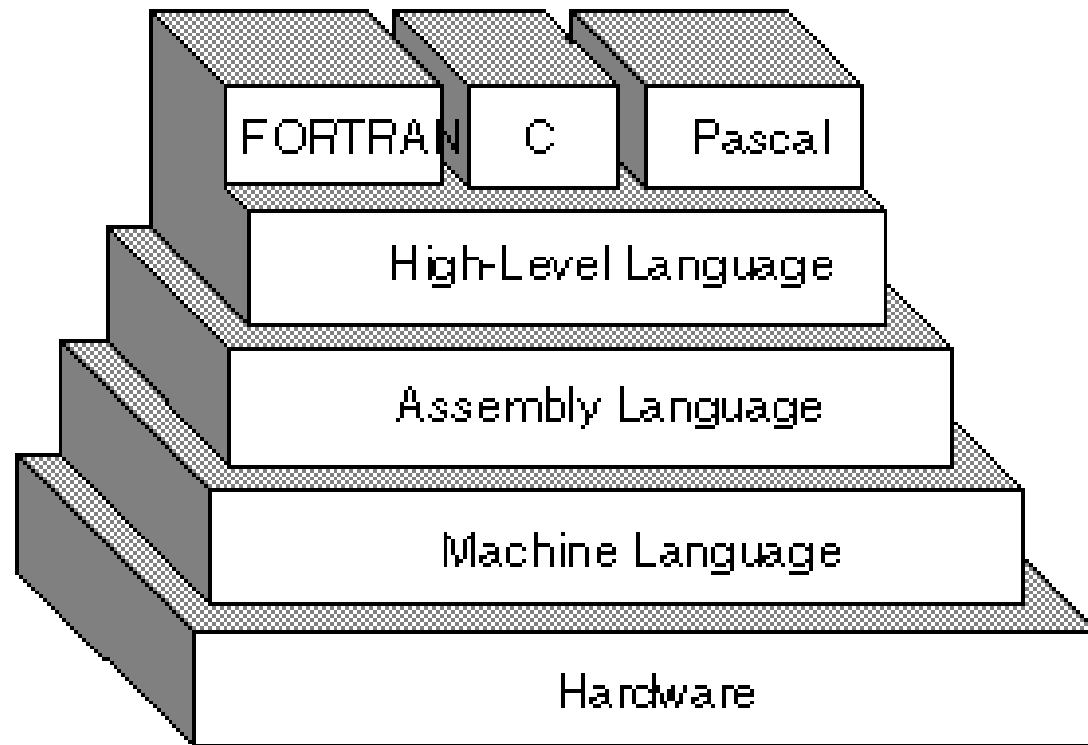 FORTRAN C Pascal
High-Level Language
Assembly Language
Machine Language
Hardware